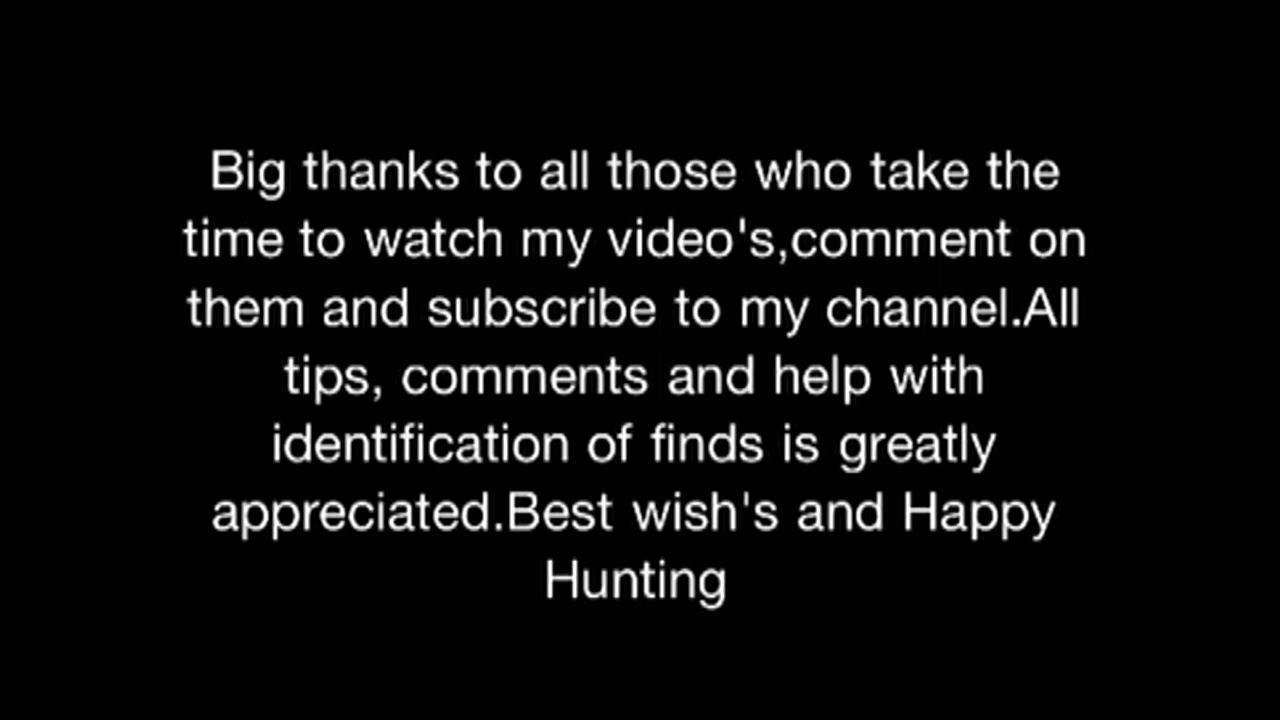 Big thanks to all those who take the
time to watch my video's,comment on
them and subscribe to my channel.All
tips, comments and help with
identification of finds is greatly
appreciated.Best wish's and Happy
Hunting